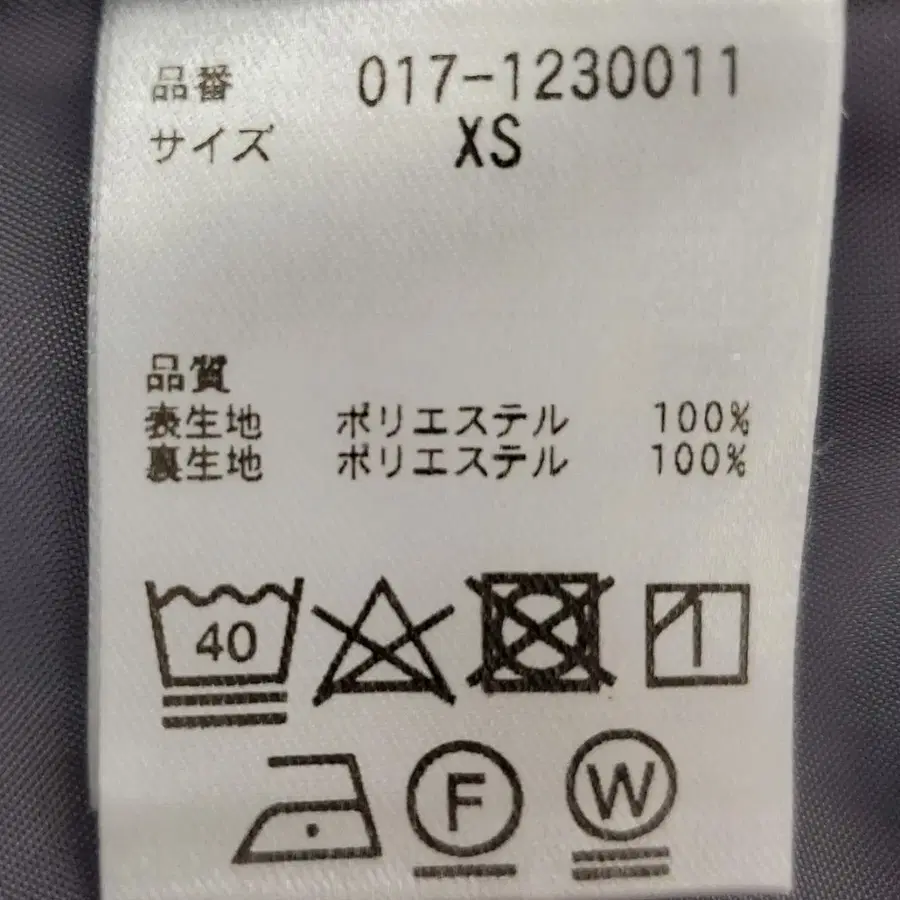 品番 017-1230011
サイズ XS
品質
表生地 ポリエステル 100%
裏生地 ポリエステル 100%
40
F W